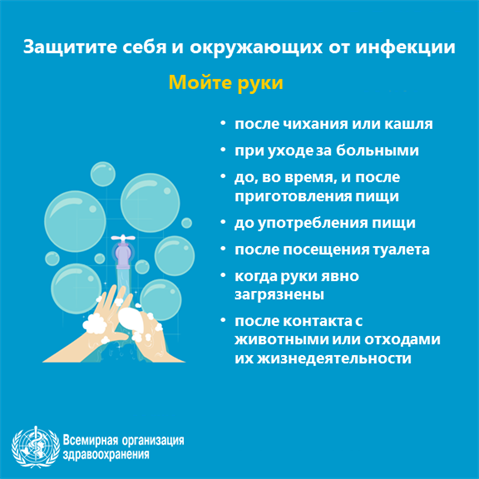 Защитите себя и окружающих от инфекции
Мойте руки
• после чихания или кашля
• при уходе за больными
• до, во время, и после
приготовления пищи
• до употребления пищи
• после посещения туалета
• когда руки явно
загрязнены
• после контакта с
животными или отходами
их жизнедеятельности
Всемирная организация
здравоохранения